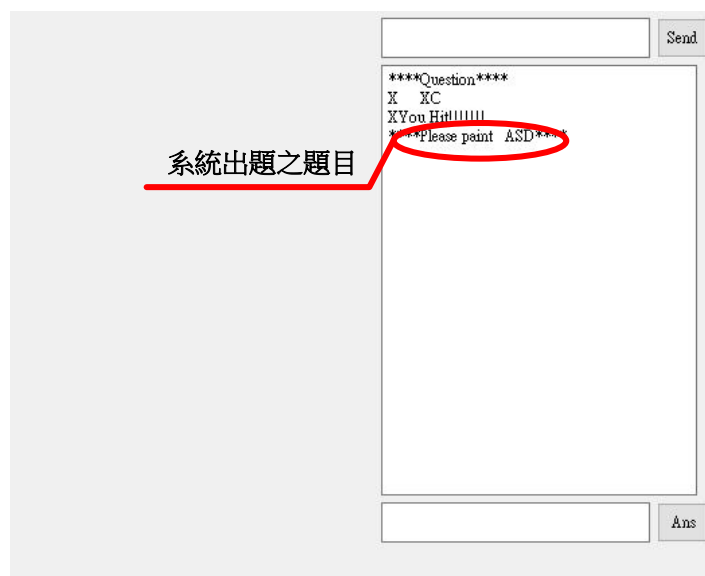 Send
****Question****
X XC
XYou Hit!!!!!!!
****Please paint ASD****
系統出題之題目
Ans